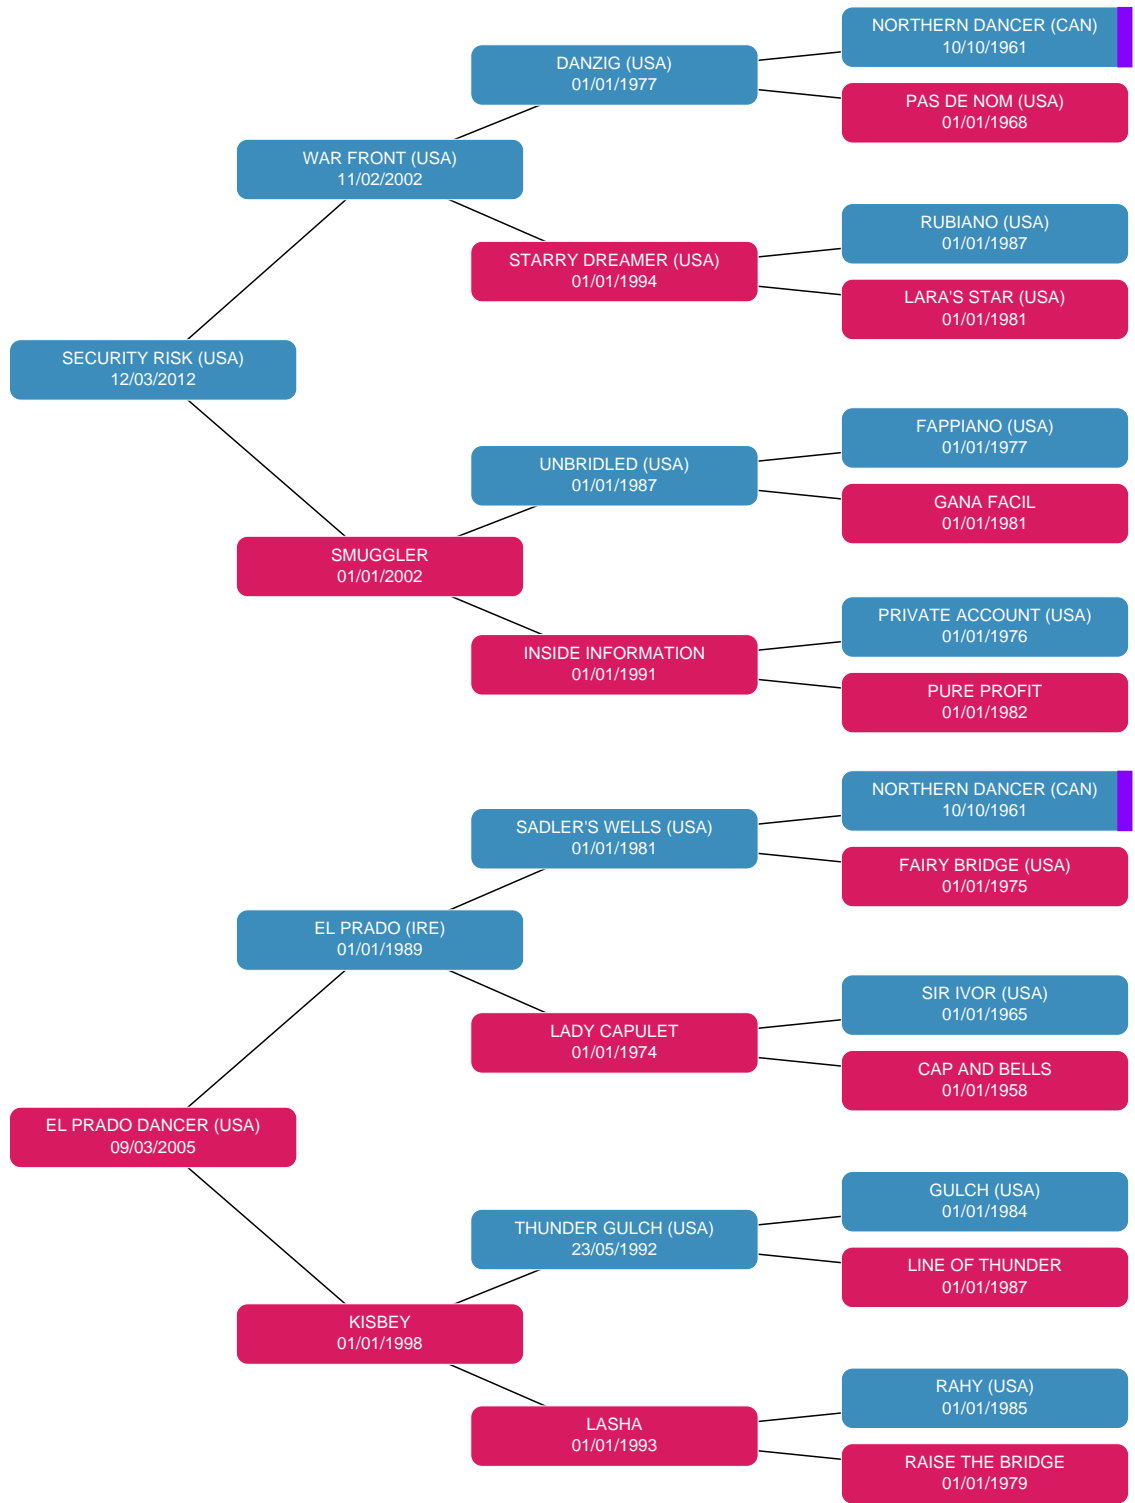 NORTHERN DANCER (CAN)
10/10/1961
DANZIG (USA)
01/01/1977
PAS DE NOM (USA)
01/01/1968
WAR FRONT (USA)
11/02/2002
RUBIANO (USA)
01/01/1987
STARRY DREAMER (USA)
01/01/1994
LARA'S STAR (USA)
01/01/1981
SECURITY RISK (USA)
12/03/2012
FAPPIANO (USA)
01/01/1977
UNBRIDLED (USA)
01/01/1987
GANA FACIL
01/01/1981
SMUGGLER
01/01/2002
PRIVATE ACCOUNT (USA)
01/01/1976
INSIDE INFORMATION
01/01/1991
PURE PROFIT
01/01/1982
NORTHERN DANCER (CAN)
10/10/1961
SADLER'S WELLS (USA)
01/01/1981
FAIRY BRIDGE (USA)
01/01/1975
EL PRADO (IRE)
01/01/1989
SIR IVOR (USA)
01/01/1965
LADY CAPULET
01/01/1974
CAP AND BELLS
01/01/1958
EL PRADO DANCER (USA)
09/03/2005
GULCH (USA)
01/01/1984
THUNDER GULCH (USA)
23/05/1992
LINE OF THUNDER
01/01/1987
KISBEY
01/01/1998
RAHY (USA)
01/01/1985
LASHA
01/01/1993
RAISE THE BRIDGE
01/01/1979